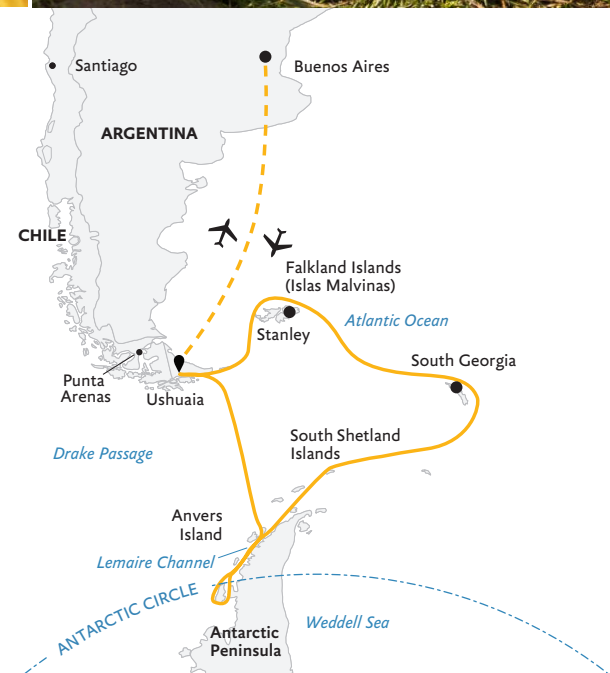 Santiago
Buenos Aires
ARGENTINA
CHILE
Falkland Islands
(Islas Malvinas)
Stanley
Atlantic Ocean
South Georgia
Punta
Arenas
Ushuaia
South Shetland
Islands
Drake Passage
Anvers
Island
Lemaire Channel
ANTARCTIC CIRCLE
Weddell Sea
Antarctic
Peninsula